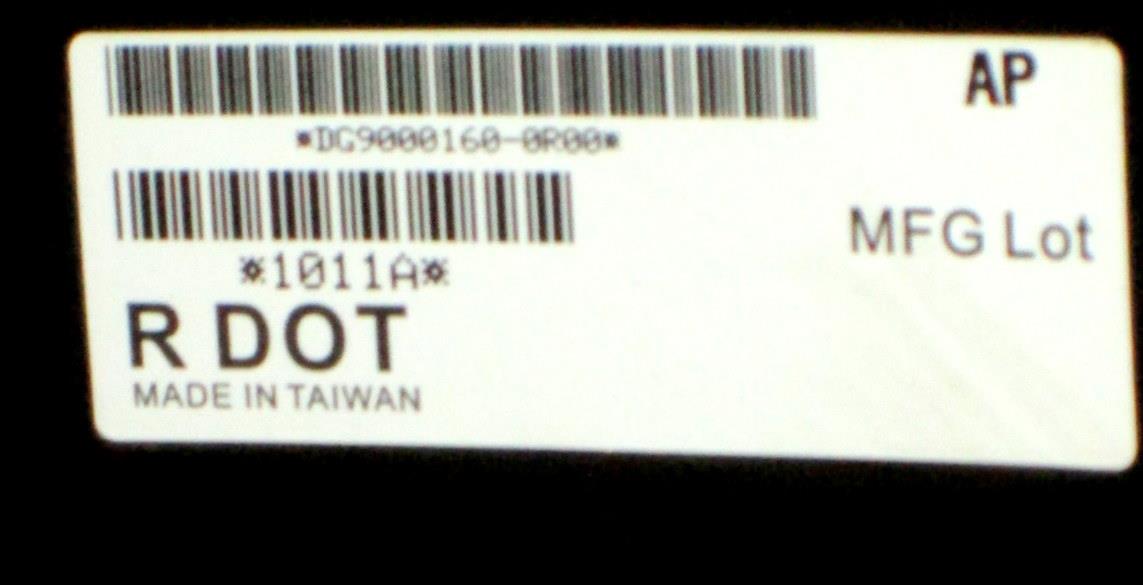 AP
*DG9000160-0R00*
MFG Lot
*1011A*
R DOT
MADE IN TAIWAN